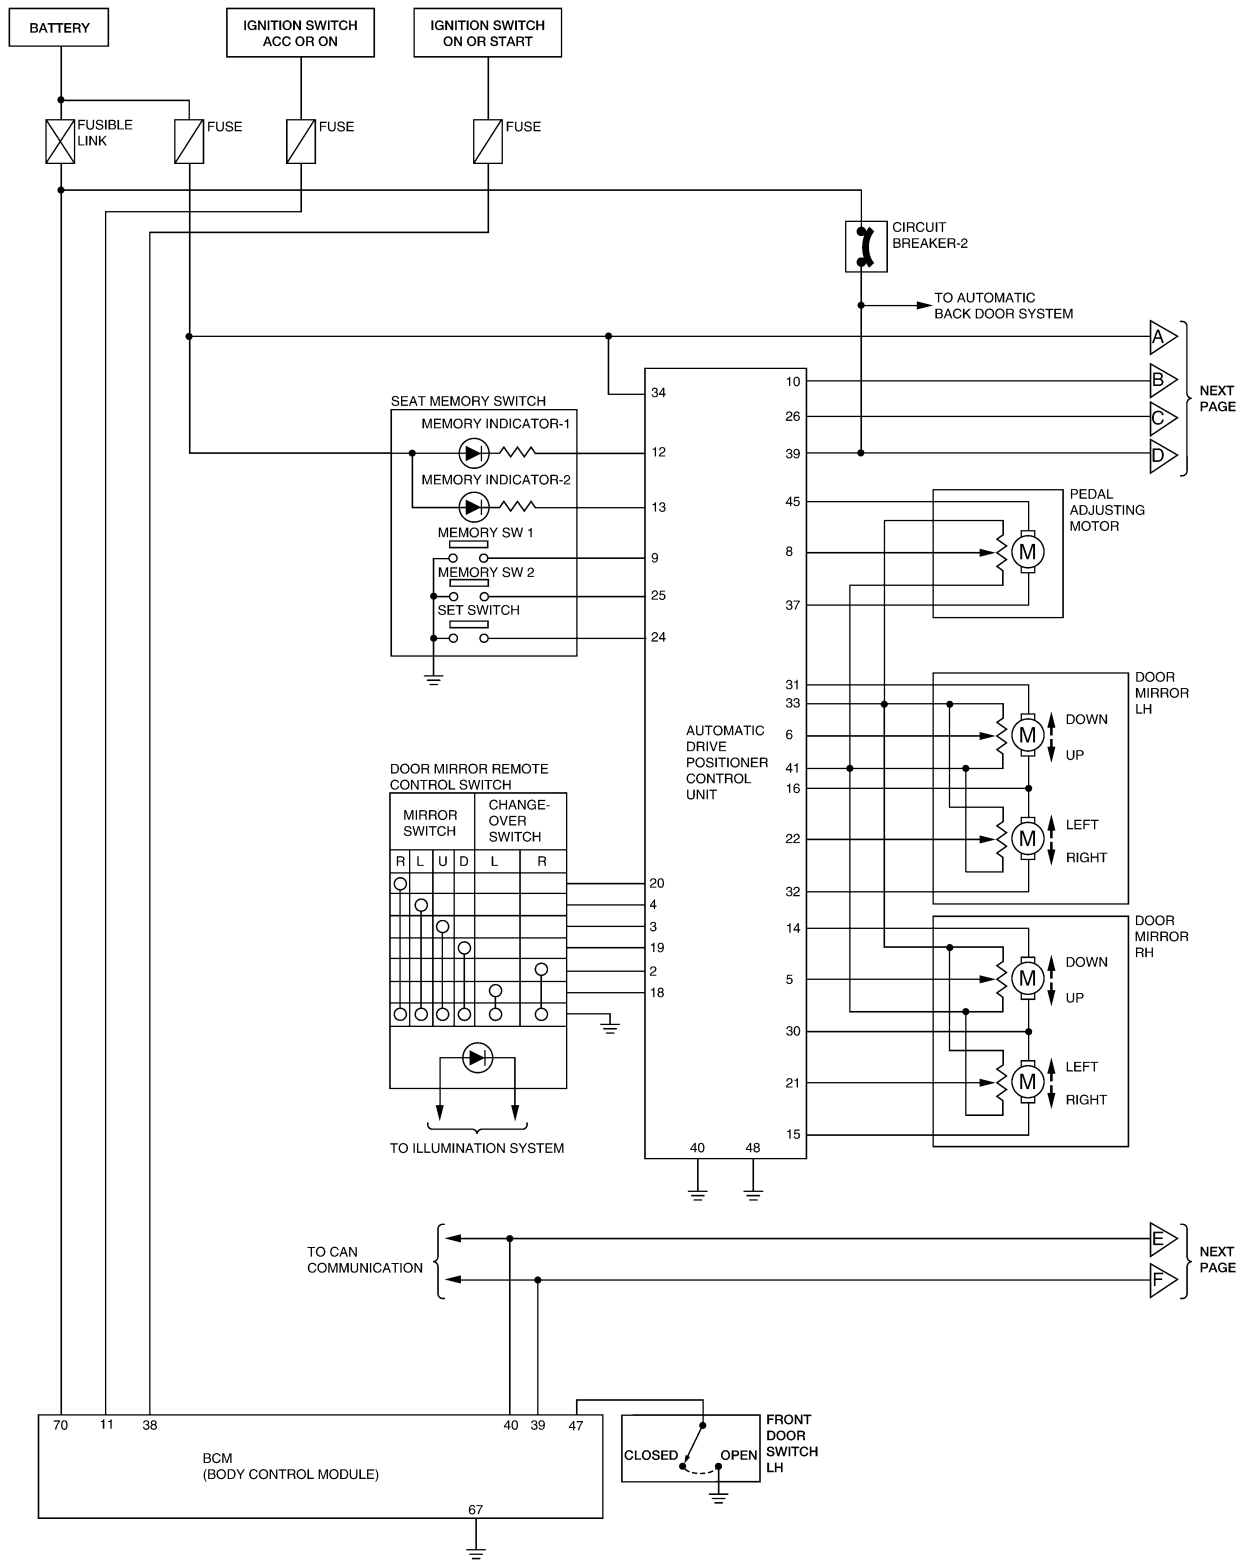 BATTERY
IGNITION SWITCH
ACC OR ON
IGNITION SWITCH
ON OR START
FUSIBLE
LINK
FUSE
FUSE
FUSE
CIRCUIT
BREAKER-2
TO AUTOMATIC
BACK DOOR SYSTEM
A
B
C
D
NEXT
PAGE
SEAT MEMORY SWITCH
MEMORY INDICATOR-1
MEMORY INDICATOR-2
MEMORY SW 1
MEMORY SW 2
SET SWITCH
34
12
13
9
25
24
10
26
39
45
8
37
31
33
6
41
16
22
32
14
5
30
21
15
PEDAL
ADJUSTING
MOTOR
M
DOOR
MIRROR
LH
M
DOWN
UP
M
LEFT
RIGHT
DOOR
MIRROR
RH
M
DOWN
UP
M
LEFT
RIGHT
AUTOMATIC
DRIVE
POSITIONER
CONTROL
UNIT
DOOR MIRROR REMOTE
CONTROL SWITCH
MIRROR
SWITCH
CHANGE-
OVER
SWITCH
R L U D L R
20
4
3
19
2
18
TO ILLUMINATION SYSTEM
40 48
TO CAN
COMMUNICATION
E
F
NEXT
PAGE
70 11 38 40 39 47
BCM
(BODY CONTROL MODULE)
67
CLOSED OPEN
FRONT
DOOR
SWITCH
LH